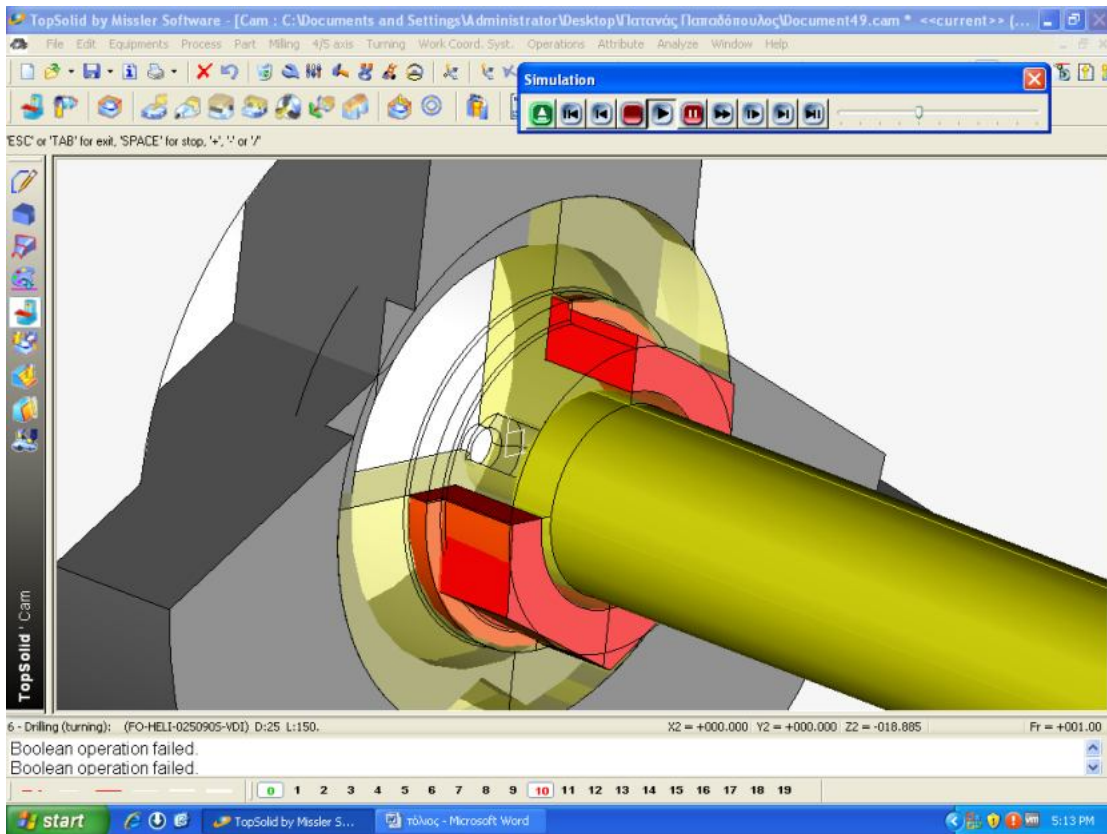 TopSolid by Missler Software - [Cam : C:\Documents and Settings\Administrator\Desktop\Πατανάς Παπαδόπουλος\Document49.cam * <<current>> (...
File Edit Equipments Process Part Milling 4/5 axis Turning Work Coord. Syst. Operations Attribute Analyze Window Help
Simulation
'ESC' or 'TAB' for exit, 'SPACE' for stop, '+', '-' or '/'
TopSolid'Cam
6 - Drilling (turning): (FO-HELI-0250905-VDI) D:25 L:150. X2 = +000.000 Y2 = +000.000 Z2 = -018.885 Fr = +001.00
Boolean operation failed.
Boolean operation failed.
0 1 2 3 4 5 6 7 8 9 10 11 12 13 14 15 16 17 18 19
start TopSolid by Missler S... τόλιος - Microsoft Word 5:13 PM